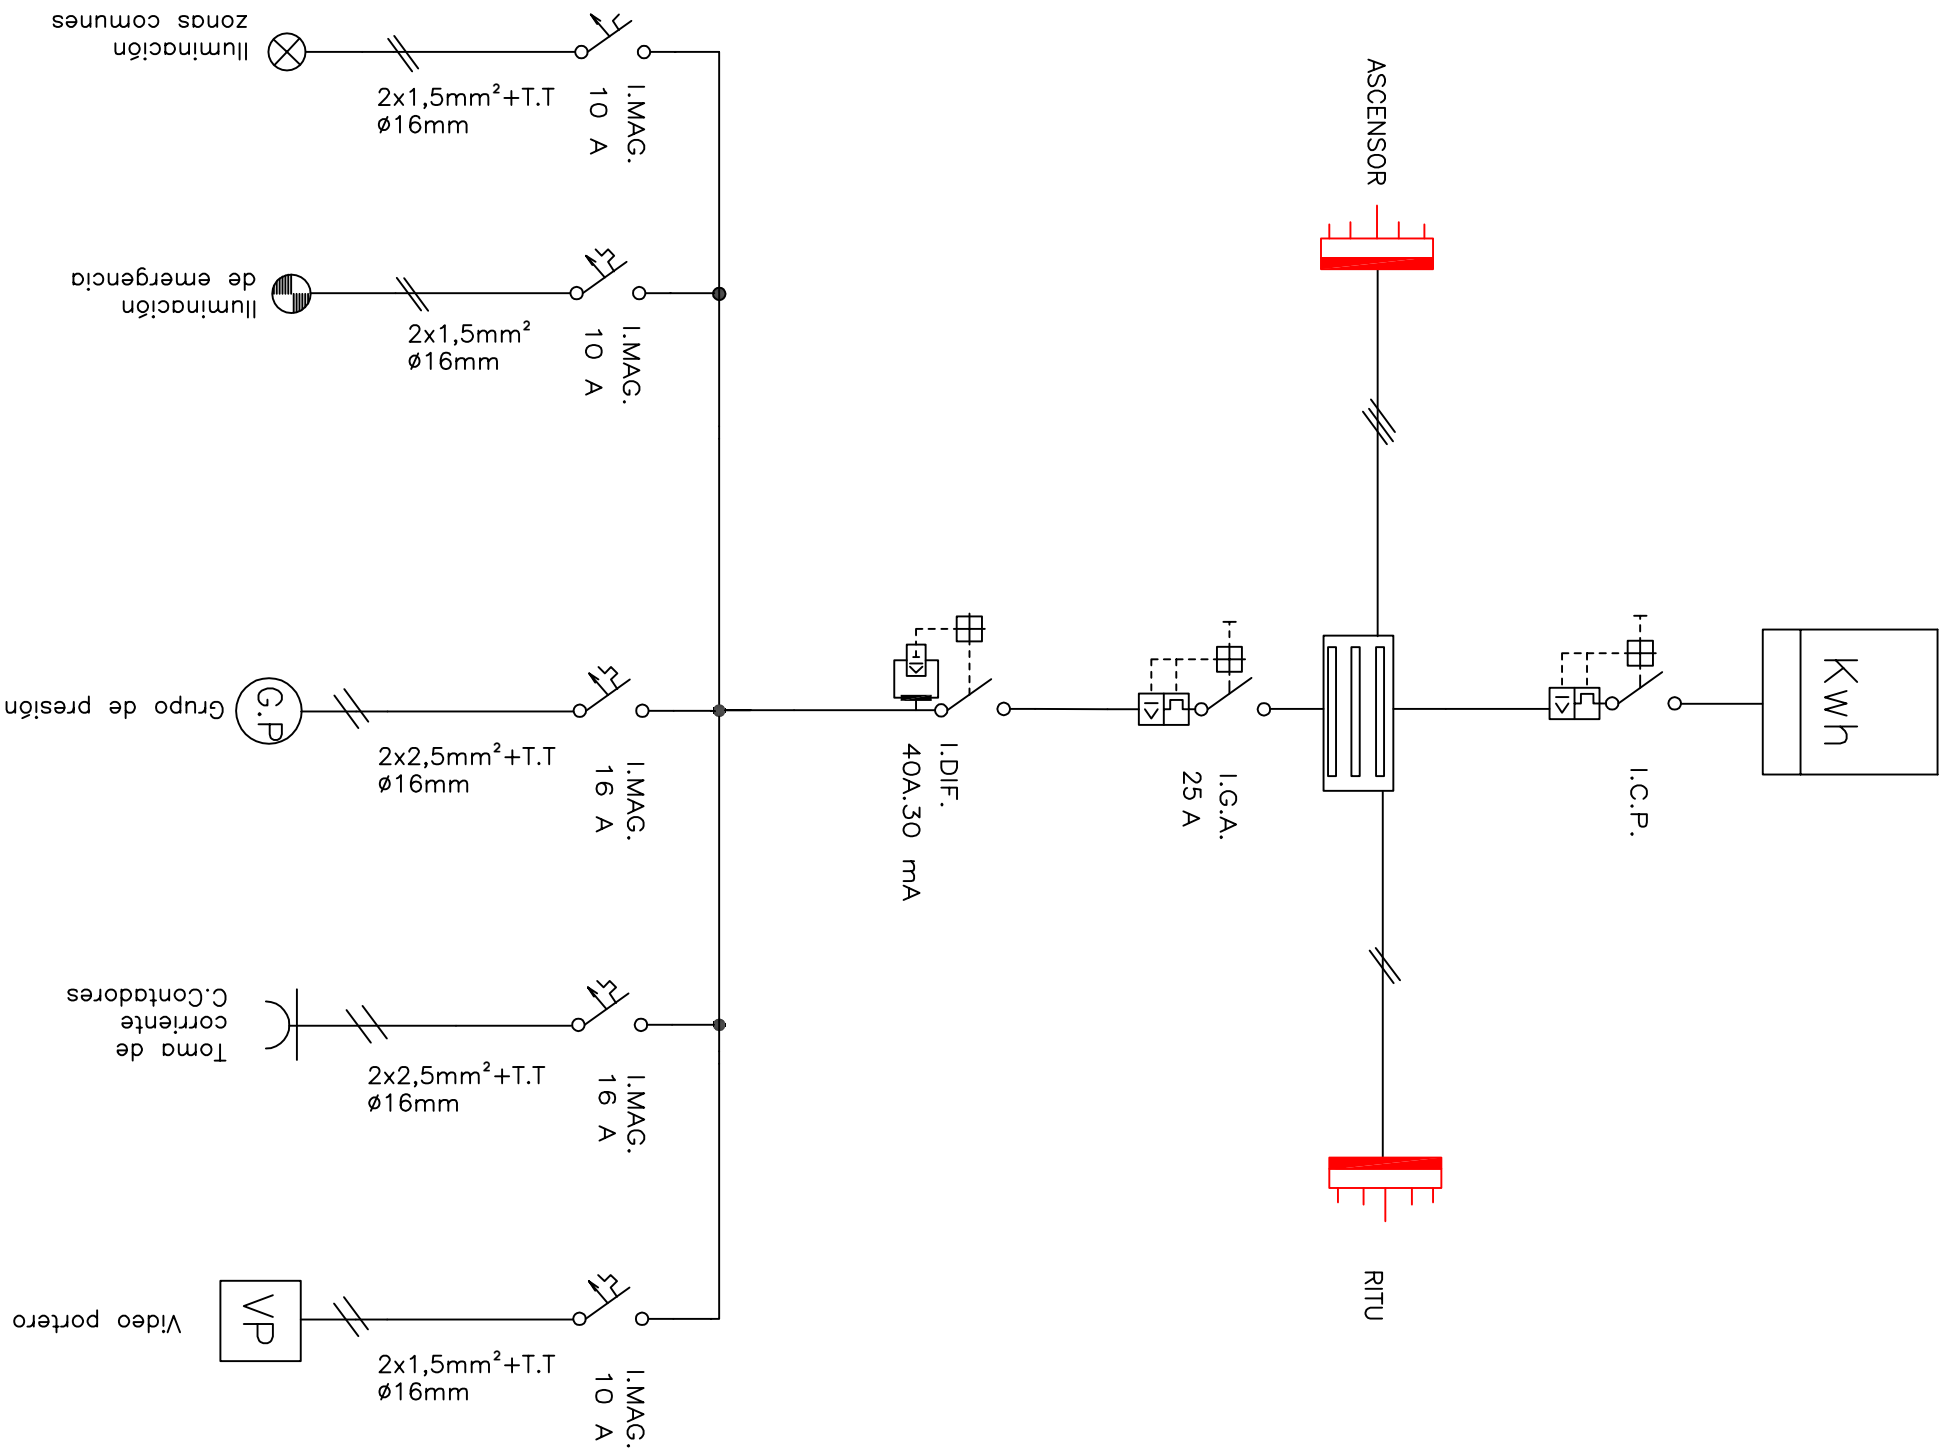 Iluminación
zonas comunes
2x1,5mm²+T.T
ø16mm
I.MAG.
10 A
Iluminación
de emergencia
2x1,5mm²
ø16mm
I.MAG.
10 A
G.P
Grupo de presión
2x2,5mm²+T.T
ø16mm
I.MAG.
16 A
Toma de
corriente
C.Contadores
2x2,5mm²+T.T
ø16mm
I.MAG.
16 A
VP
Video portero
2x1,5mm²+T.T
ø16mm
I.MAG.
10 A
I.DIF.
40A.30 mA
I.G.A.
25 A
ASCENSOR
RITU
I.C.P.
Kwh